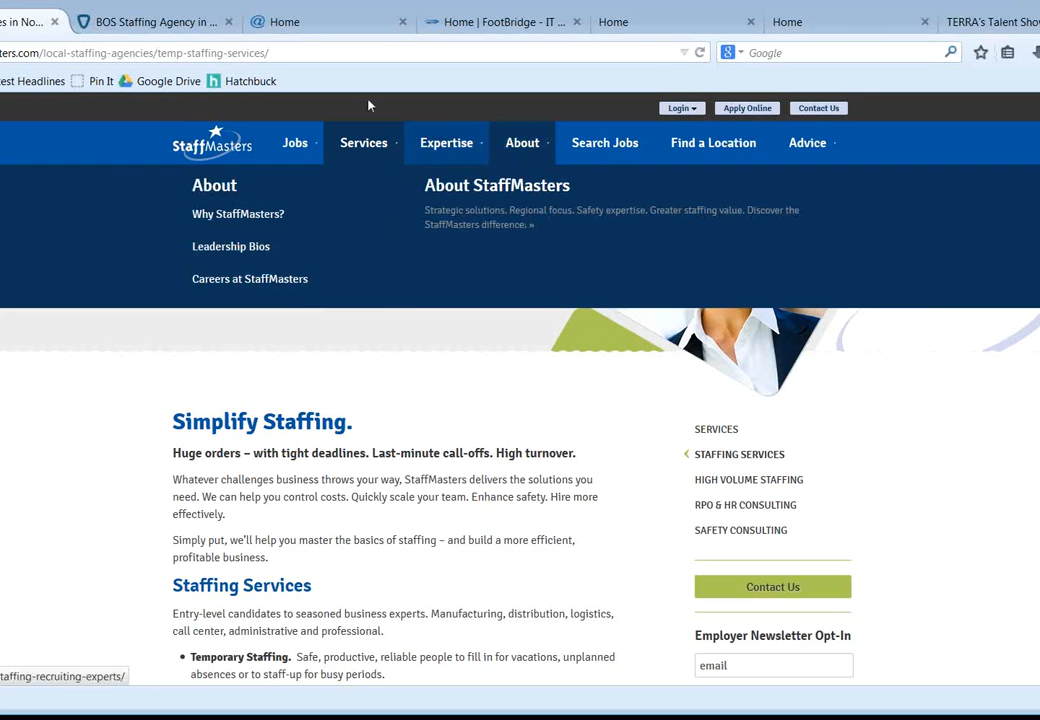 es in No...
BOS Staffing Agency in ...
Home
Home | FootBridge - IT ...
Home
Home
TERRA's Talent Sho
ters.com/local-staffing-agencies/temp-staffing-services/
Google
test Headlines
Pin It
Google Drive
Hatchbuck
Login
Apply Online
Contact Us
StaffMasters
Jobs
Services
Expertise
About
Search Jobs
Find a Location
Advice
About
Why StaffMasters?
Leadership Bios
Careers at StaffMasters
About StaffMasters
Strategic solutions. Regional focus. Safety expertise. Greater staffing value. Discover the
StaffMasters difference. »
Simplify Staffing.
Huge orders – with tight deadlines. Last-minute call-offs. High turnover.
Whatever challenges business throws your way, StaffMasters delivers the solutions you
need. We can help you control costs. Quickly scale your team. Enhance safety. Hire more
effectively.
Simply put, we'll help you master the basics of staffing – and build a more efficient,
profitable business.
Staffing Services
Entry-level candidates to seasoned business experts. Manufacturing, distribution, logistics,
call center, administrative and professional.
• Temporary Staffing. Safe, productive, reliable people to fill in for vacations, unplanned
absences or to staff-up for busy periods.
SERVICES
STAFFING SERVICES
HIGH VOLUME STAFFING
RPO & HR CONSULTING
SAFETY CONSULTING
Contact Us
Employer Newsletter Opt-In
email
taffing-recruiting-experts/